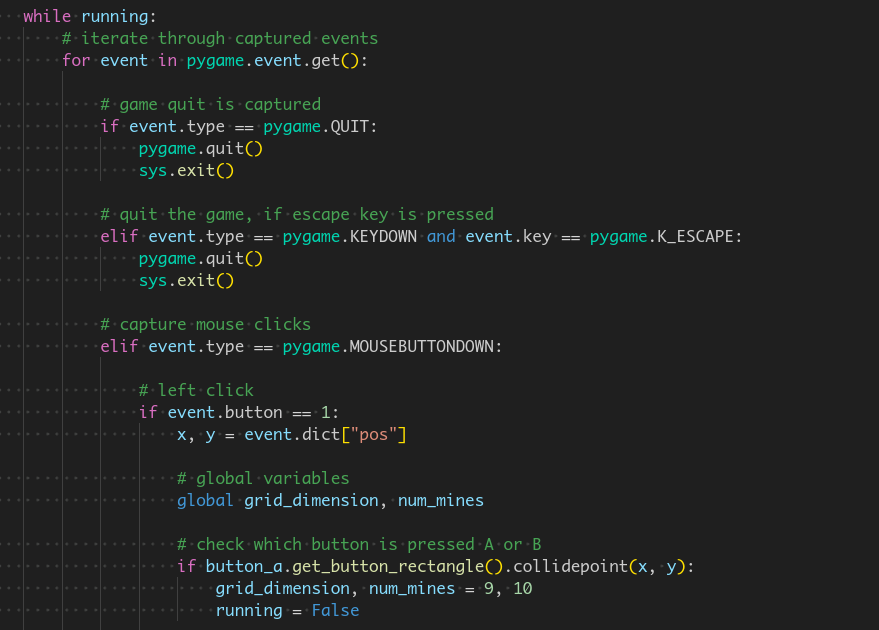 while running:
# iterate through captured events
for event in pygame.event.get():
# game quit is captured
if event.type == pygame.QUIT:
pygame.quit()
sys.exit()
# quit the game, if escape key is pressed
elif event.type == pygame.KEYDOWN and event.key == pygame.K_ESCAPE:
pygame.quit()
sys.exit()
# capture mouse clicks
elif event.type == pygame.MOUSEBUTTONDOWN:
# left click
if event.button == 1:
x, y = event.dict["pos"]
# global variables
global grid_dimension, num_mines
# check which button is pressed A or B
if button_a.get_button_rectangle().collidepoint(x, y):
grid_dimension, num_mines = 9, 10
running = False